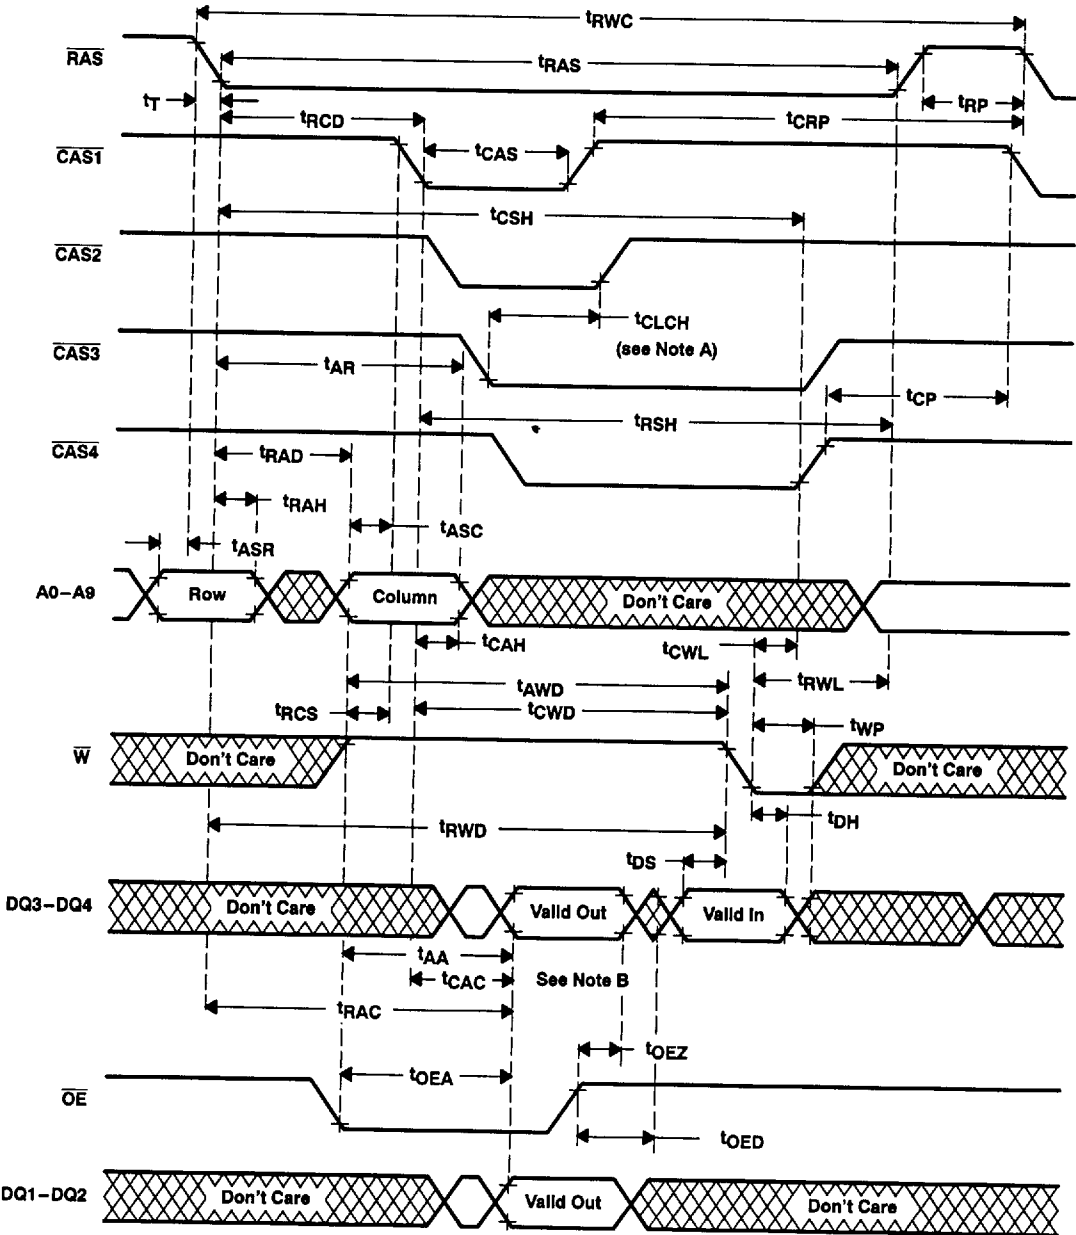 tRWC
RAS
tRAS
tT
tRP
tRCD
tCRP
CAS1
tCAS
tCSH
CAS2
tCLCH
(see Note A)
CAS3
tAR
tCP
tRSH
CAS4
tRAD
tRAH
tASC
tASR
A0–A9
Row
Column
Don't Care
tCAH
tCWL
tRWL
tAWD
tRCS
tCWD
tWP
W
Don't Care
Don't Care
tDH
tRWD
tDS
DQ3–DQ4
Don't Care
Valid Out
Valid In
tAA
tCAC
See Note B
tRAC
tOEZ
tOEA
OE
tOED
DQ1–DQ2
Don't Care
Valid Out
Don't Care